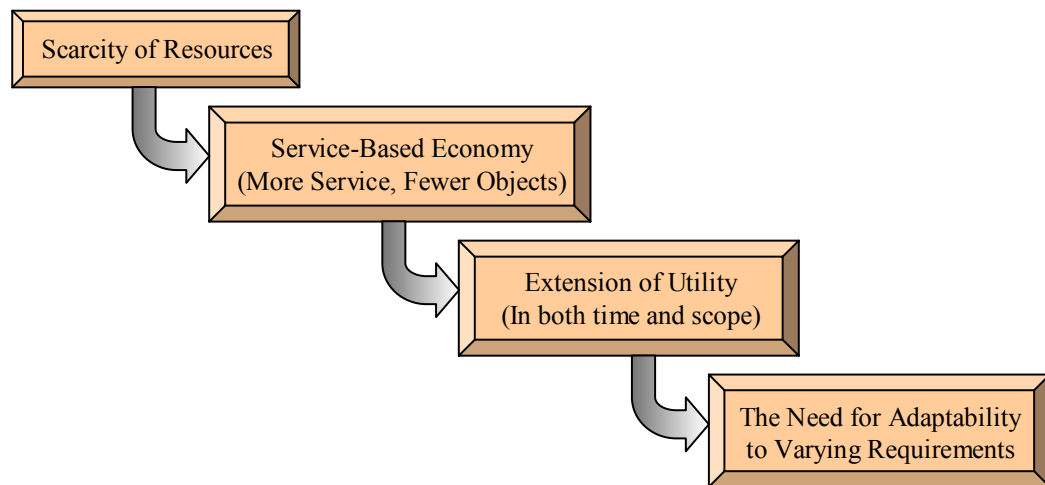 Scarcity of Resources
Service-Based Economy
(More Service, Fewer Objects)
Extension of Utility
(In both time and scope)
The Need for Adaptability
to Varying Requirements